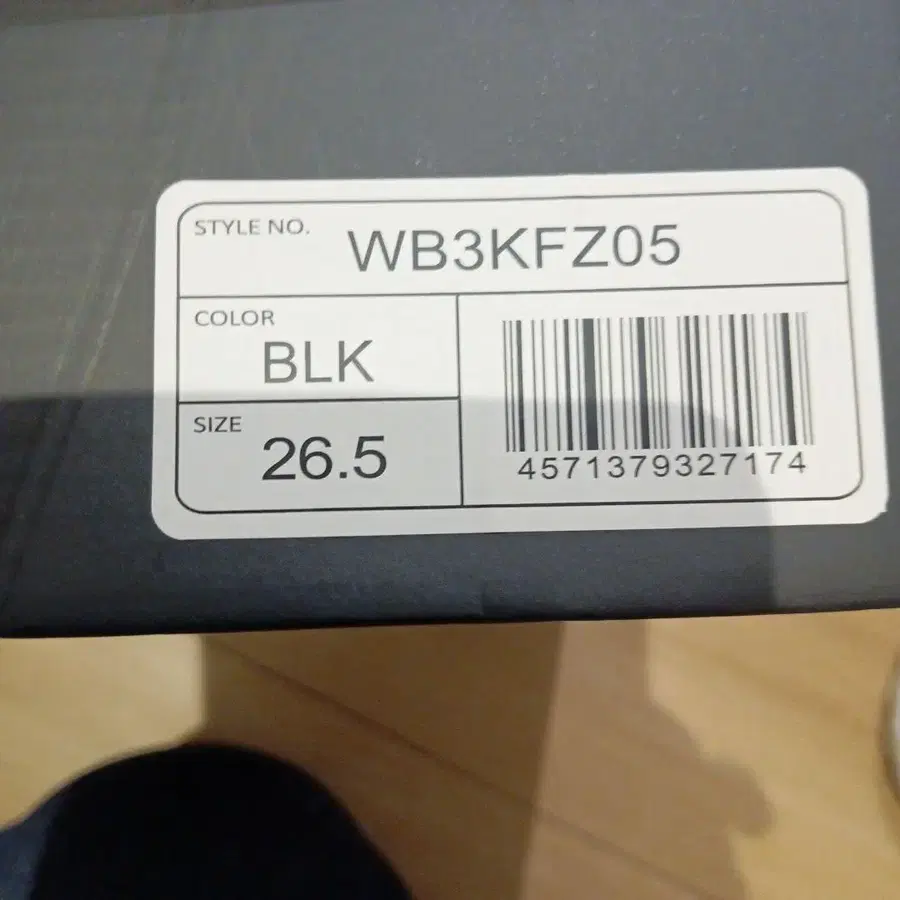 STYLE NO.
WB3KFZ05
COLOR
BLK
SIZE
26.5
4571379327174